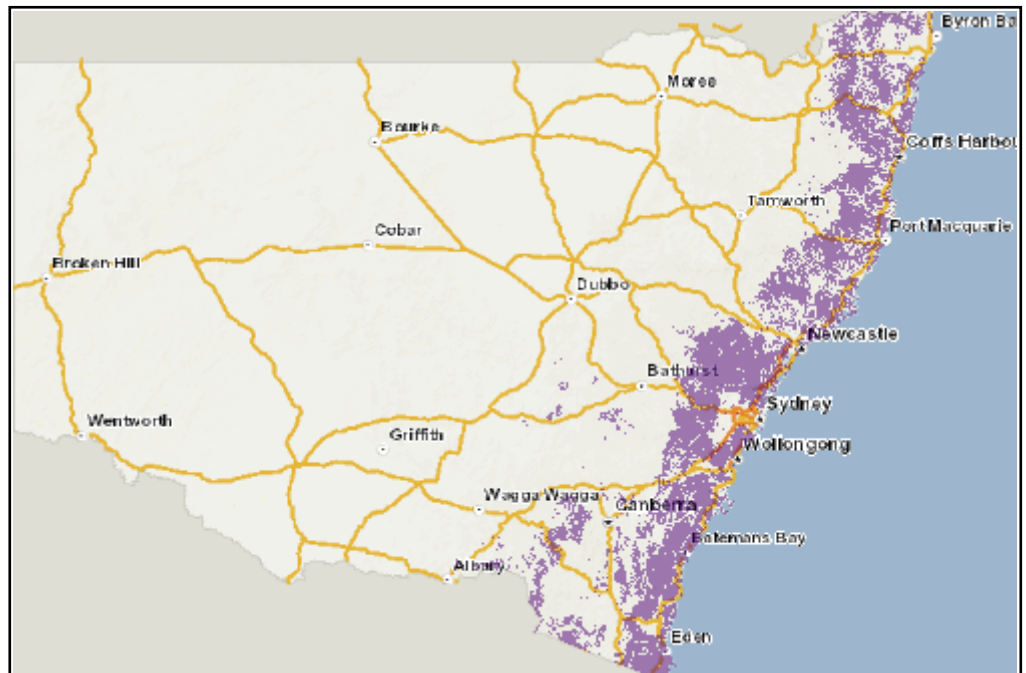 Byron Ba
Moree
Bourke
Coffs Harbou
Tamworth
Port Macquarie
Cobar
Broken Hill
Dubbo
Newcastle
Bathurst
Sydney
Wentworth
Griffith
Wollongong
Wagga Wagga
Canberra
Batemans Bay
Albury
Eden